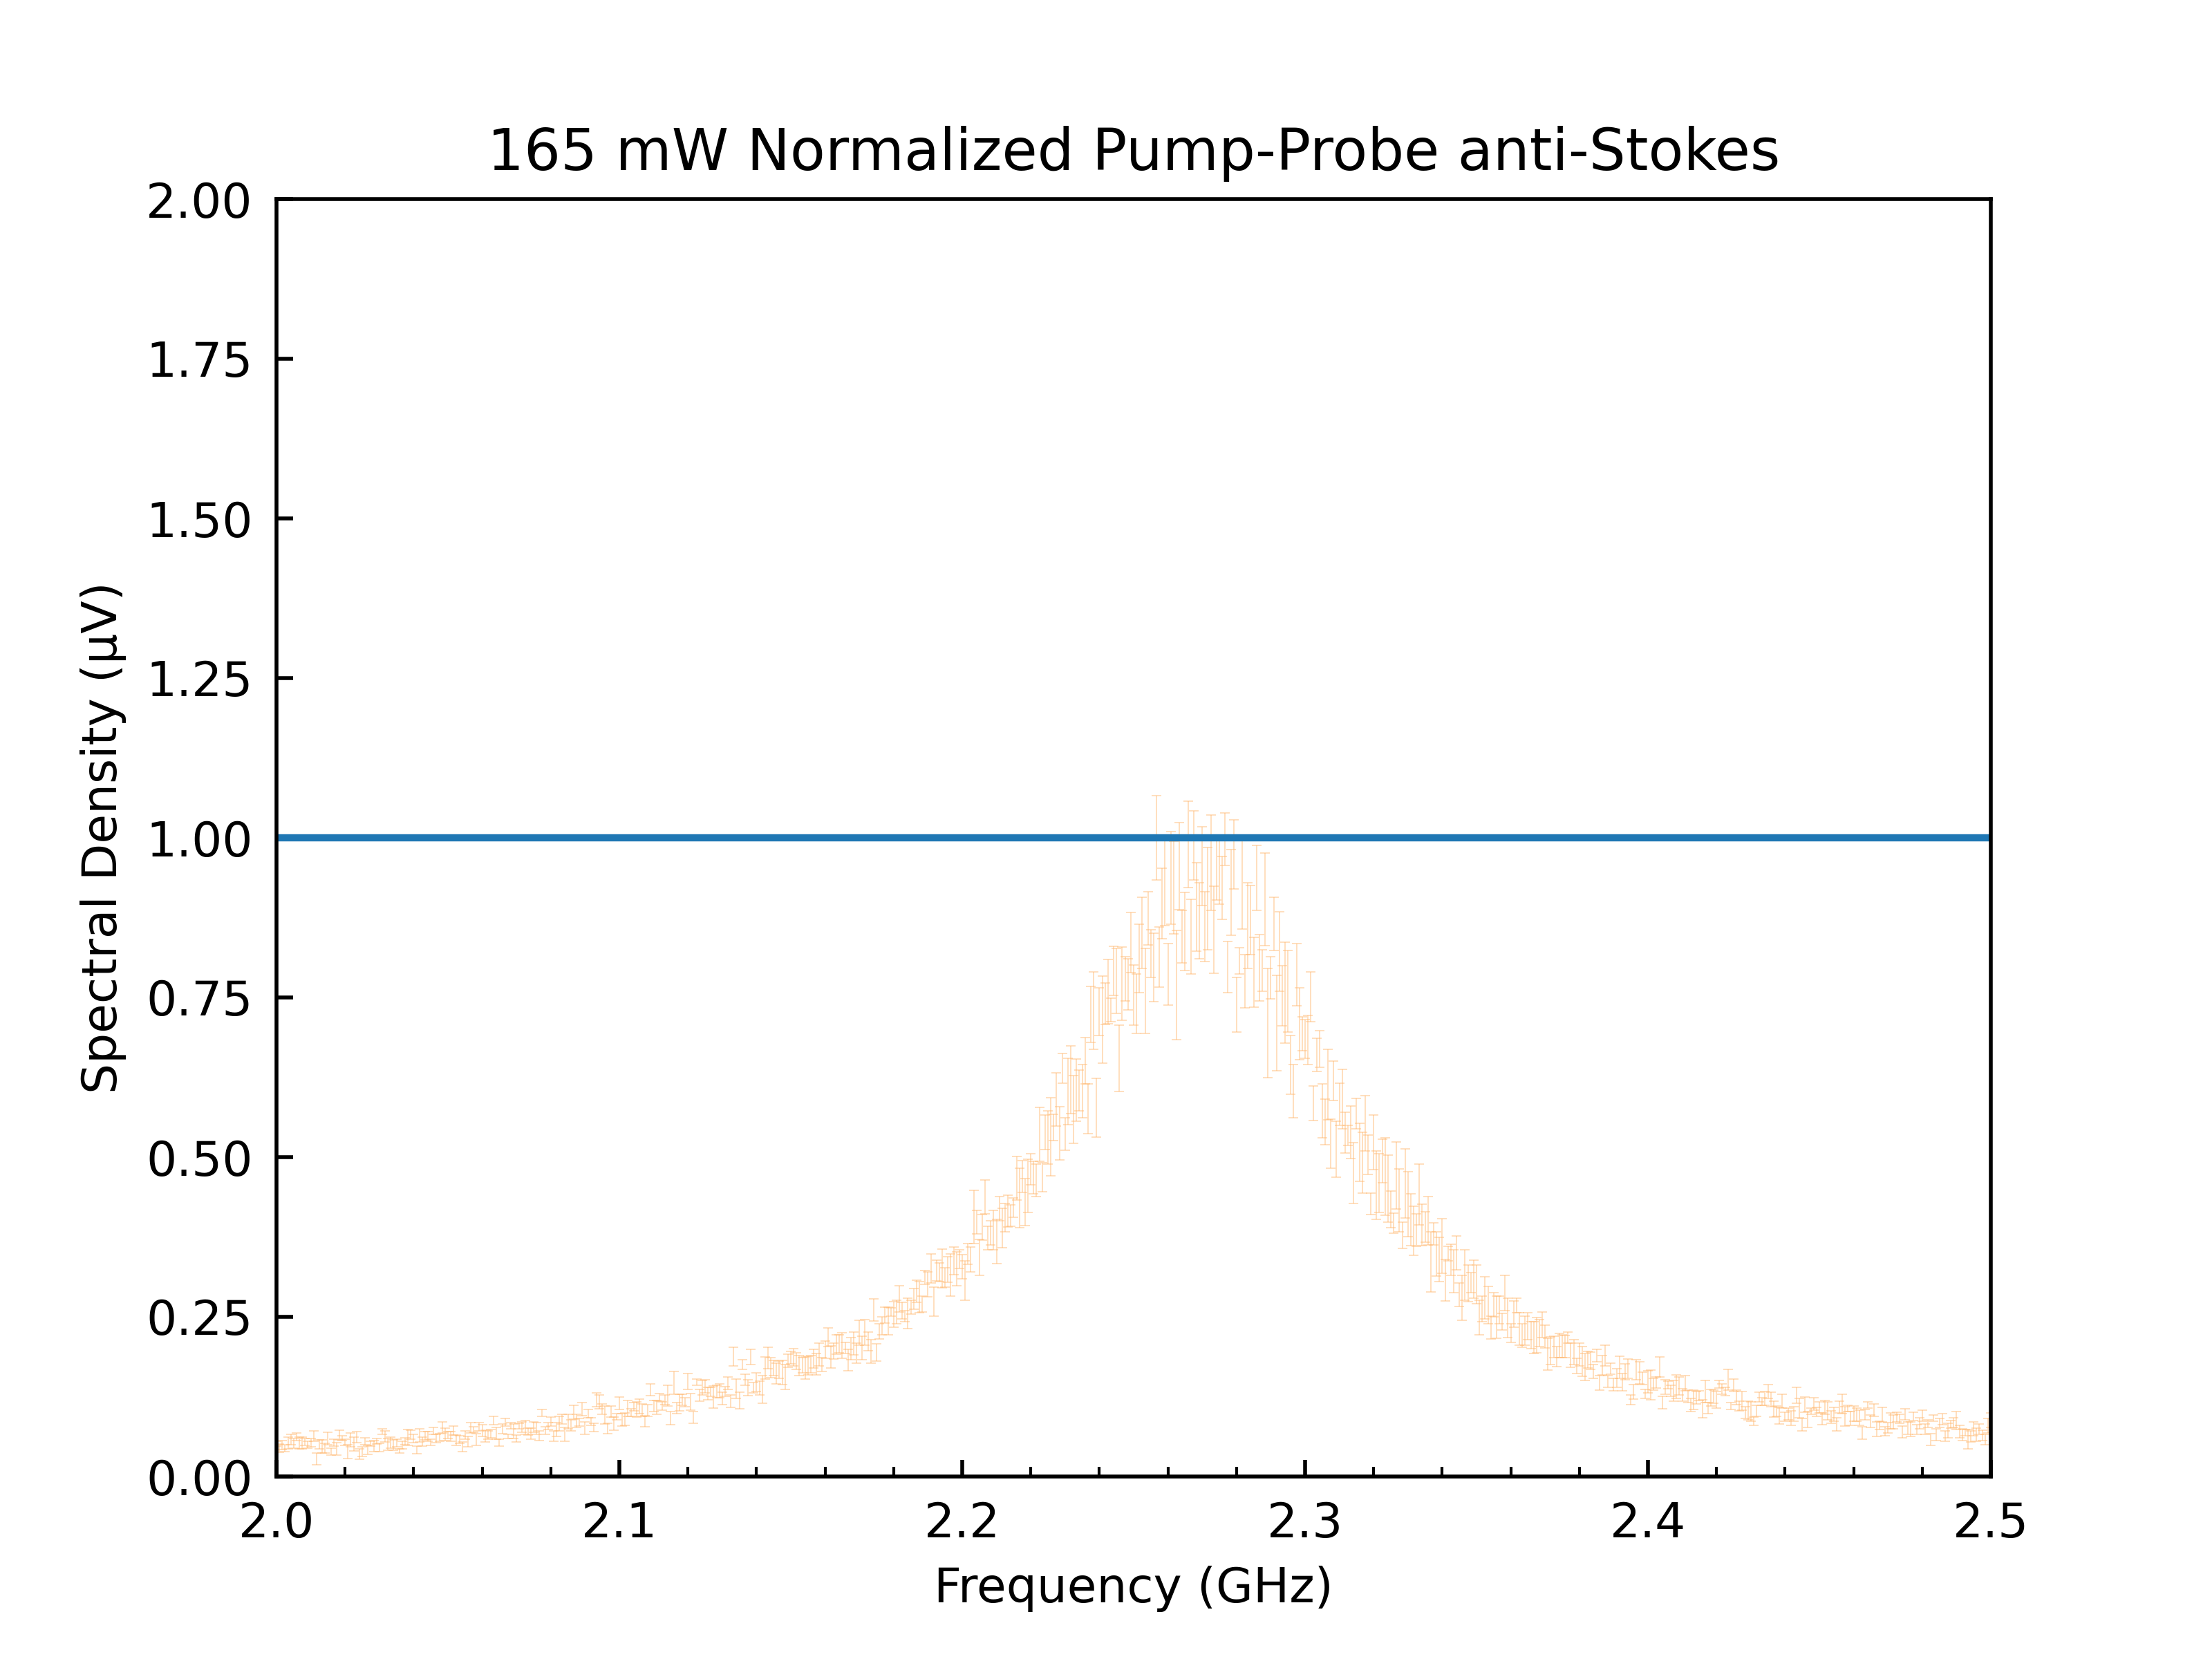 165 mW Normalized Pump-Probe anti-Stokes
2.00
1.75
1.50
1.25
1.00
0.75
0.50
0.25
0.00
Spectral Density (µV)
2.0 2.1 2.2 2.3 2.4 2.5
Frequency (GHz)